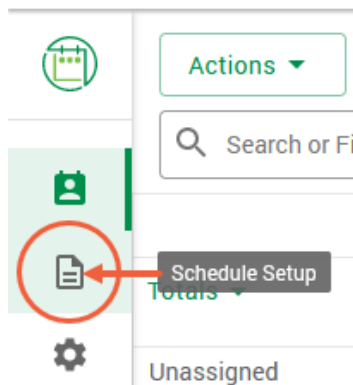 Actions
Search or Fi
Schedule Setup
Totals
Unassigned